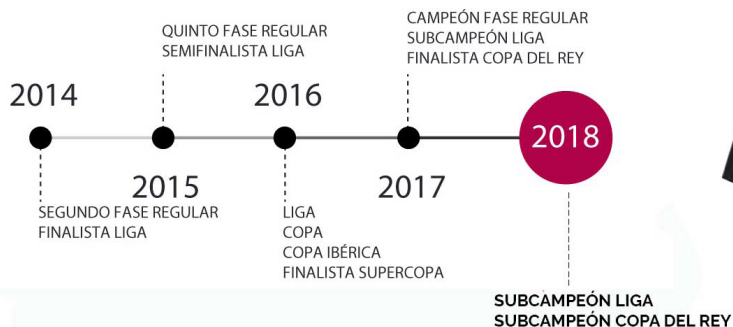 2014
SEGUNDO FASE REGULAR
FINALISTA LIGA
QUINTO FASE REGULAR
SEMIFINALISTA LIGA
2015
2016
LIGA
COPA
COPA IBÉRICA
FINALISTA SUPERCOPA
CAMPEÓN FASE REGULAR
SUBCAMPEÓN LIGA
FINALISTA COPA DEL REY
2017
2018
SUBCAMPEÓN LIGA
SUBCAMPEÓN COPA DEL REY